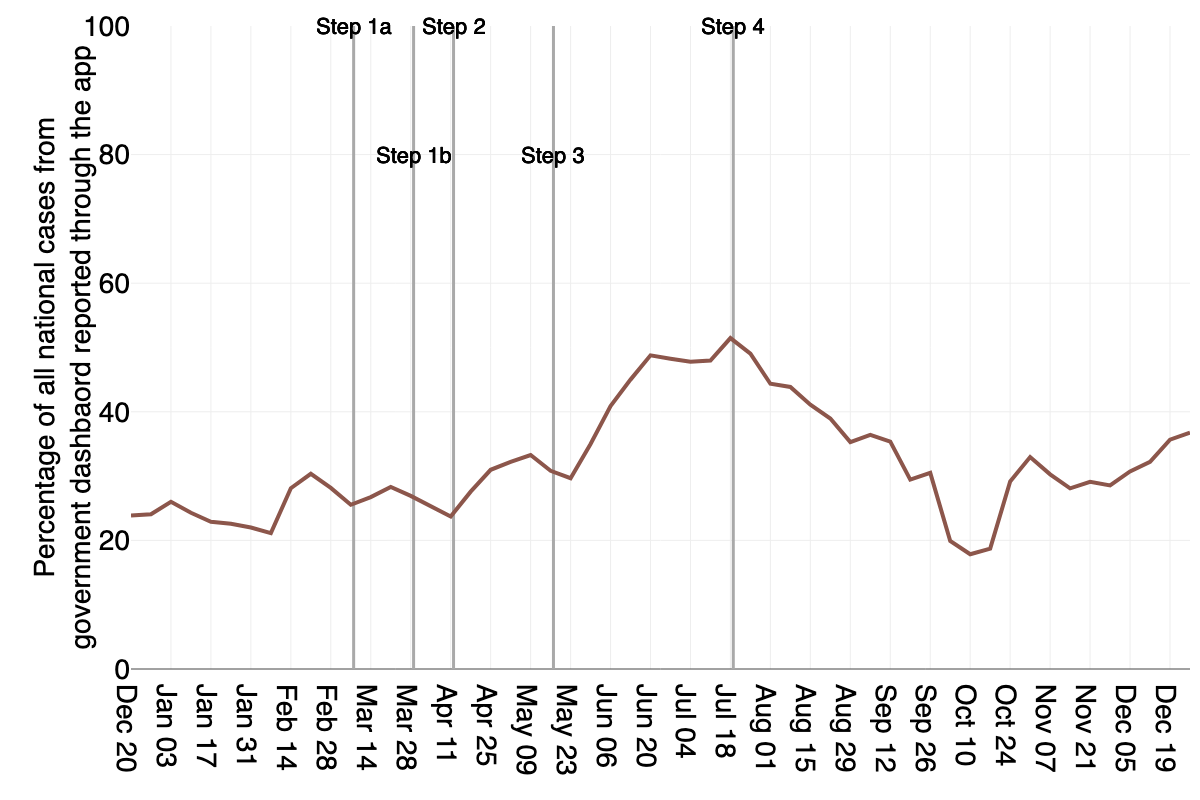 Percentage of all national cases from
government dashbaord reported through the app
100
80
60
40
20
0
Step 1a
Step 2
Step 4
Step 1b
Step 3
Dec 20
Jan 03
Jan 17
Jan 31
Feb 14
Feb 28
Mar 14
Mar 28
Apr 11
Apr 25
May 09
May 23
Jun 06
Jun 20
Jul 04
Jul 18
Aug 01
Aug 15
Aug 29
Sep 12
Sep 26
Oct 10
Oct 24
Nov 07
Nov 21
Dec 05
Dec 19